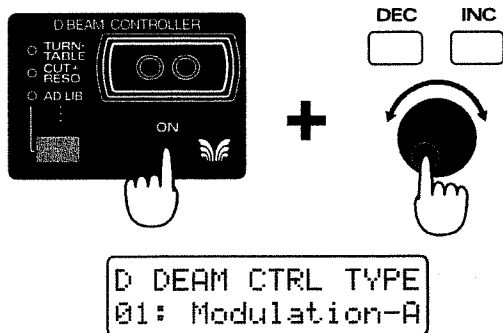 D BEAM CONTROLLER
TURN-
TABLE
CUT+
RESO
AD LIB
ON
DEC INC
+
D DEAM CTRL TYPE
01: Modulation-A